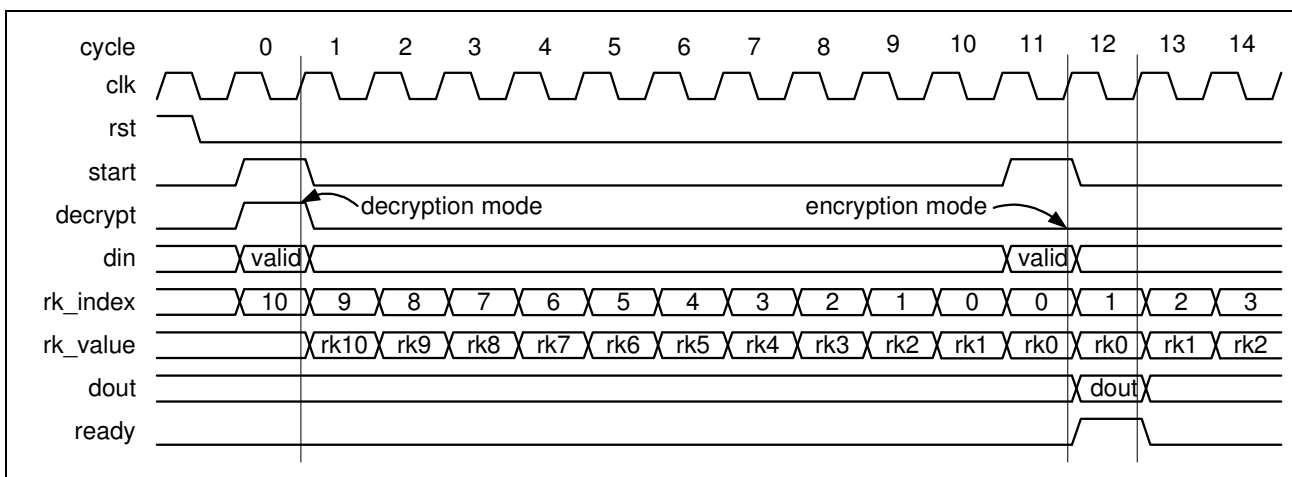 cycle 0 1 2 3 4 5 6 7 8 9 10 11 12 13 14
clk
rst
start
decrypt decryption mode encryption mode
din valid valid
rk_index 10 9 8 7 6 5 4 3 2 1 0 0 1 2 3
rk_value rk10 rk9 rk8 rk7 rk6 rk5 rk4 rk3 rk2 rk1 rk0 rk0 rk1 rk2
dout dout
ready